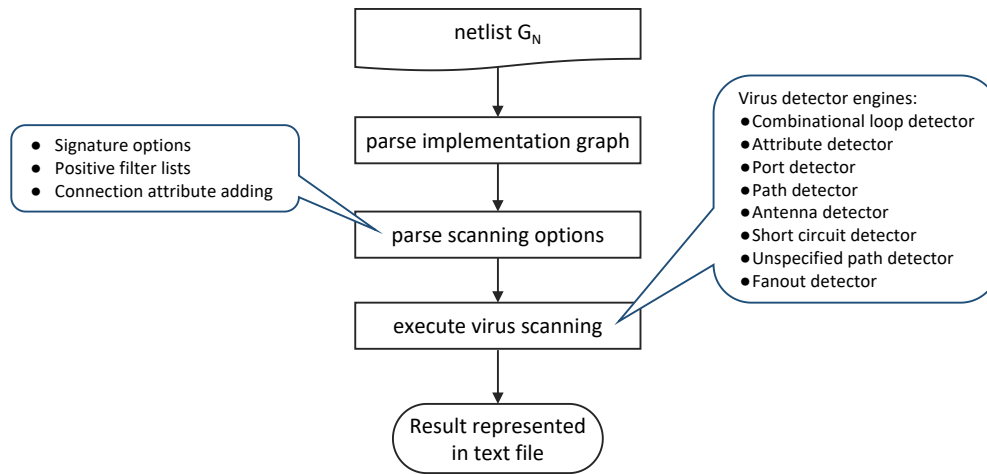 netlist G_N
parse implementation graph
● Signature options
● Positive filter lists
● Connection attribute adding
parse scanning options
Virus detector engines:
●Combinational loop detector
●Attribute detector
●Port detector
●Path detector
●Antenna detector
●Short circuit detector
●Unspecified path detector
●Fanout detector
execute virus scanning
Result represented
in text file